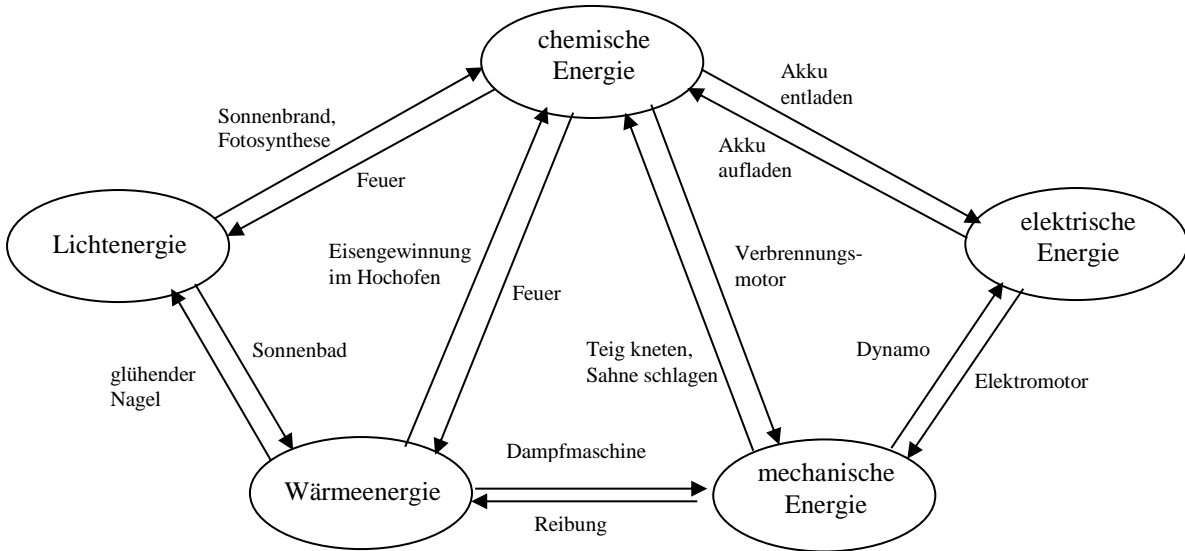 chemische
Energie
Akku
entladen
Sonnenbrand,
Fotosynthese
Akku
aufladen
Feuer
Lichtenergie
elektrische
Energie
Eisengewinnung
im Hochofen
Verbrennungs-
motor
Feuer
Sonnenbad
Teig kneten,
Sahne schlagen
Dynamo
glühender
Nagel
Elektromotor
Dampfmaschine
Wärmeenergie
mechanische
Energie
Reibung